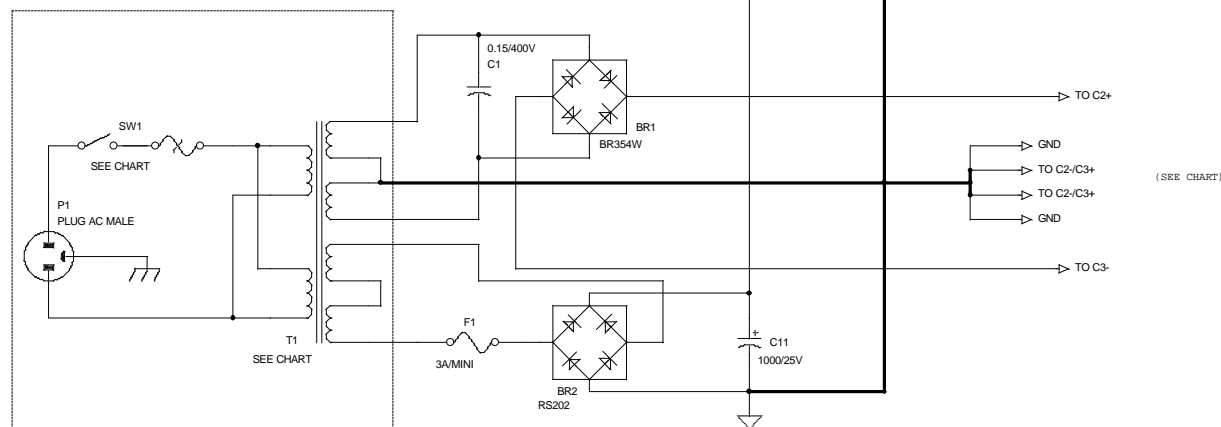 0.15/400V
C1
TO C2+
SW1
BR1
BR354W
SEE CHART
GND
TO C2-/C3+
(SEE CHART)
TO C2-/C3+
P1
PLUG AC MALE
GND
TO C3-
F1
T1
+
C11
SEE CHART
3A/MINI
1000/25V
BR2
RS202